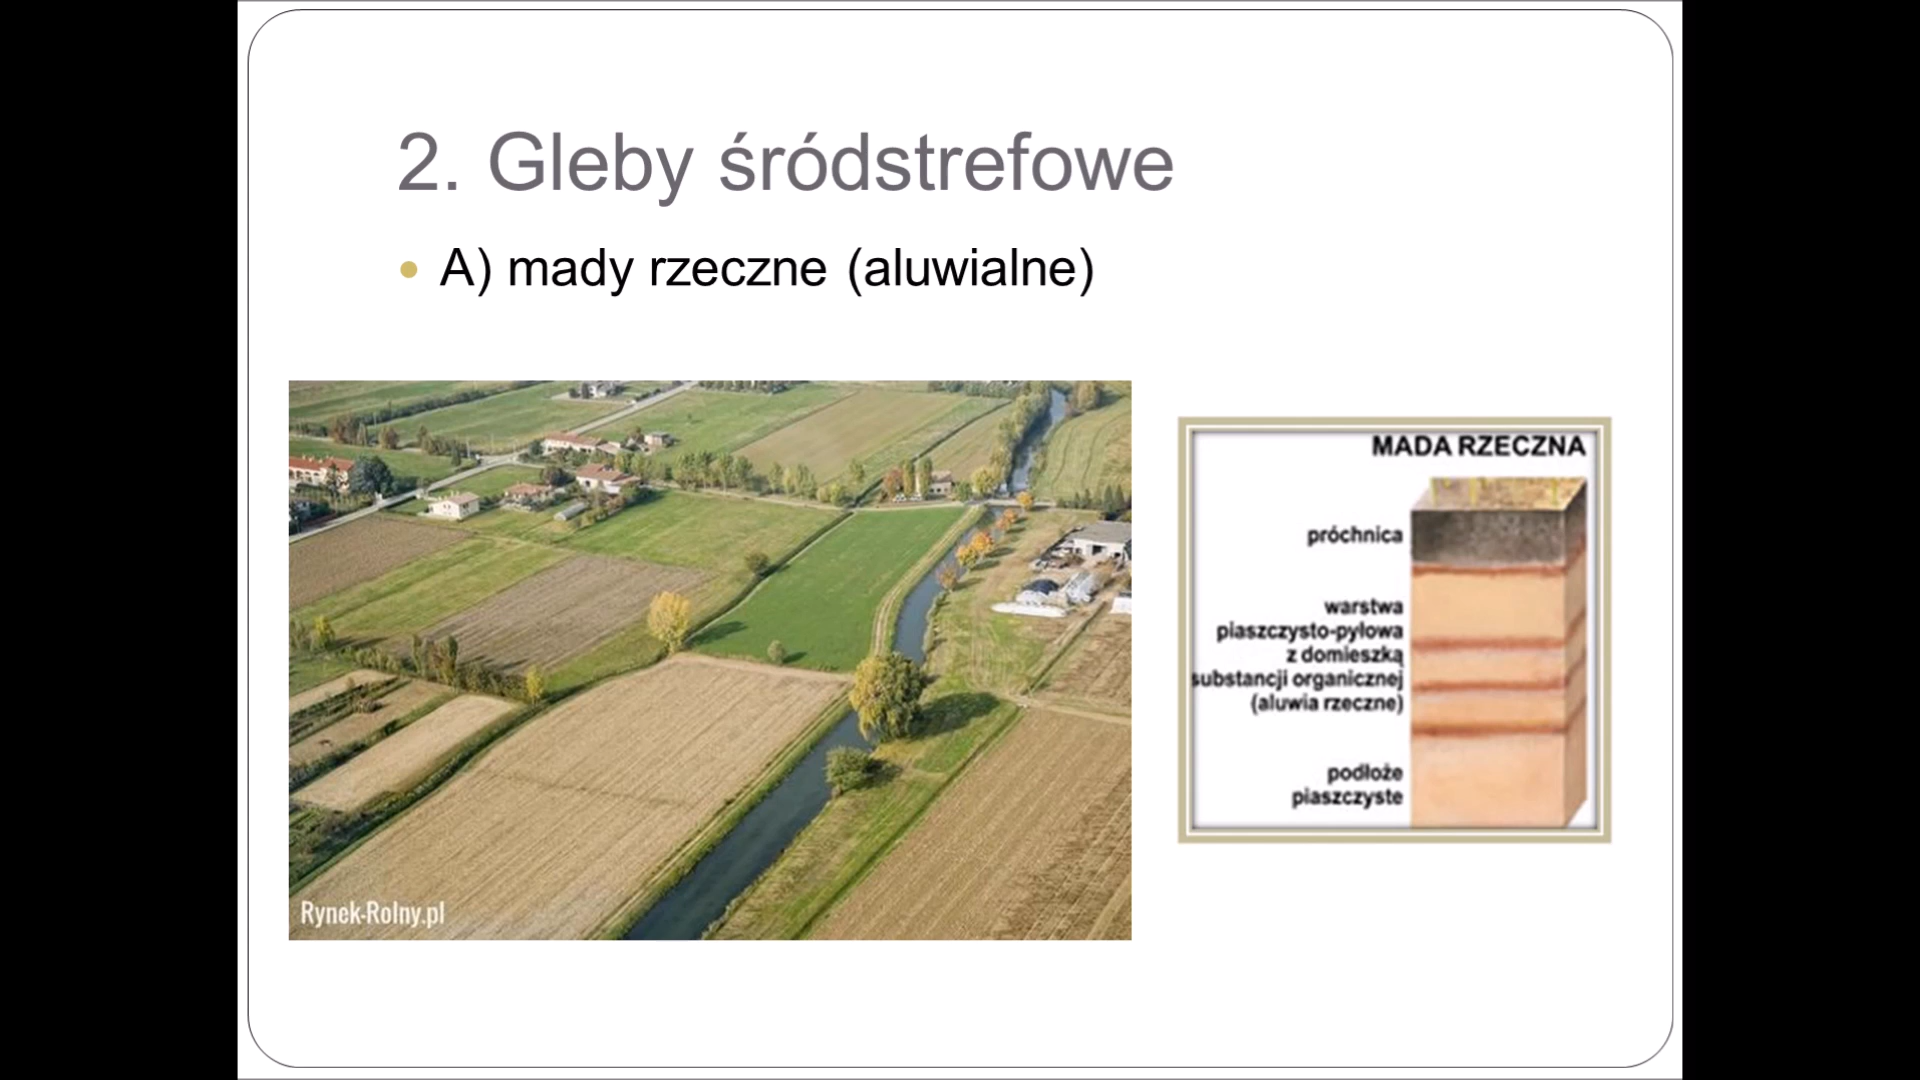 2. Gleby śródstrefowe
A) mady rzeczne (aluwialne)
Rynek-Rolny.pl
MADA RZECZNA
próchnica
warstwa
piaszczysto-pyłowa
z domieszką
substancji organicznej
(aluwia rzeczne)
podłoże
piaszczyste